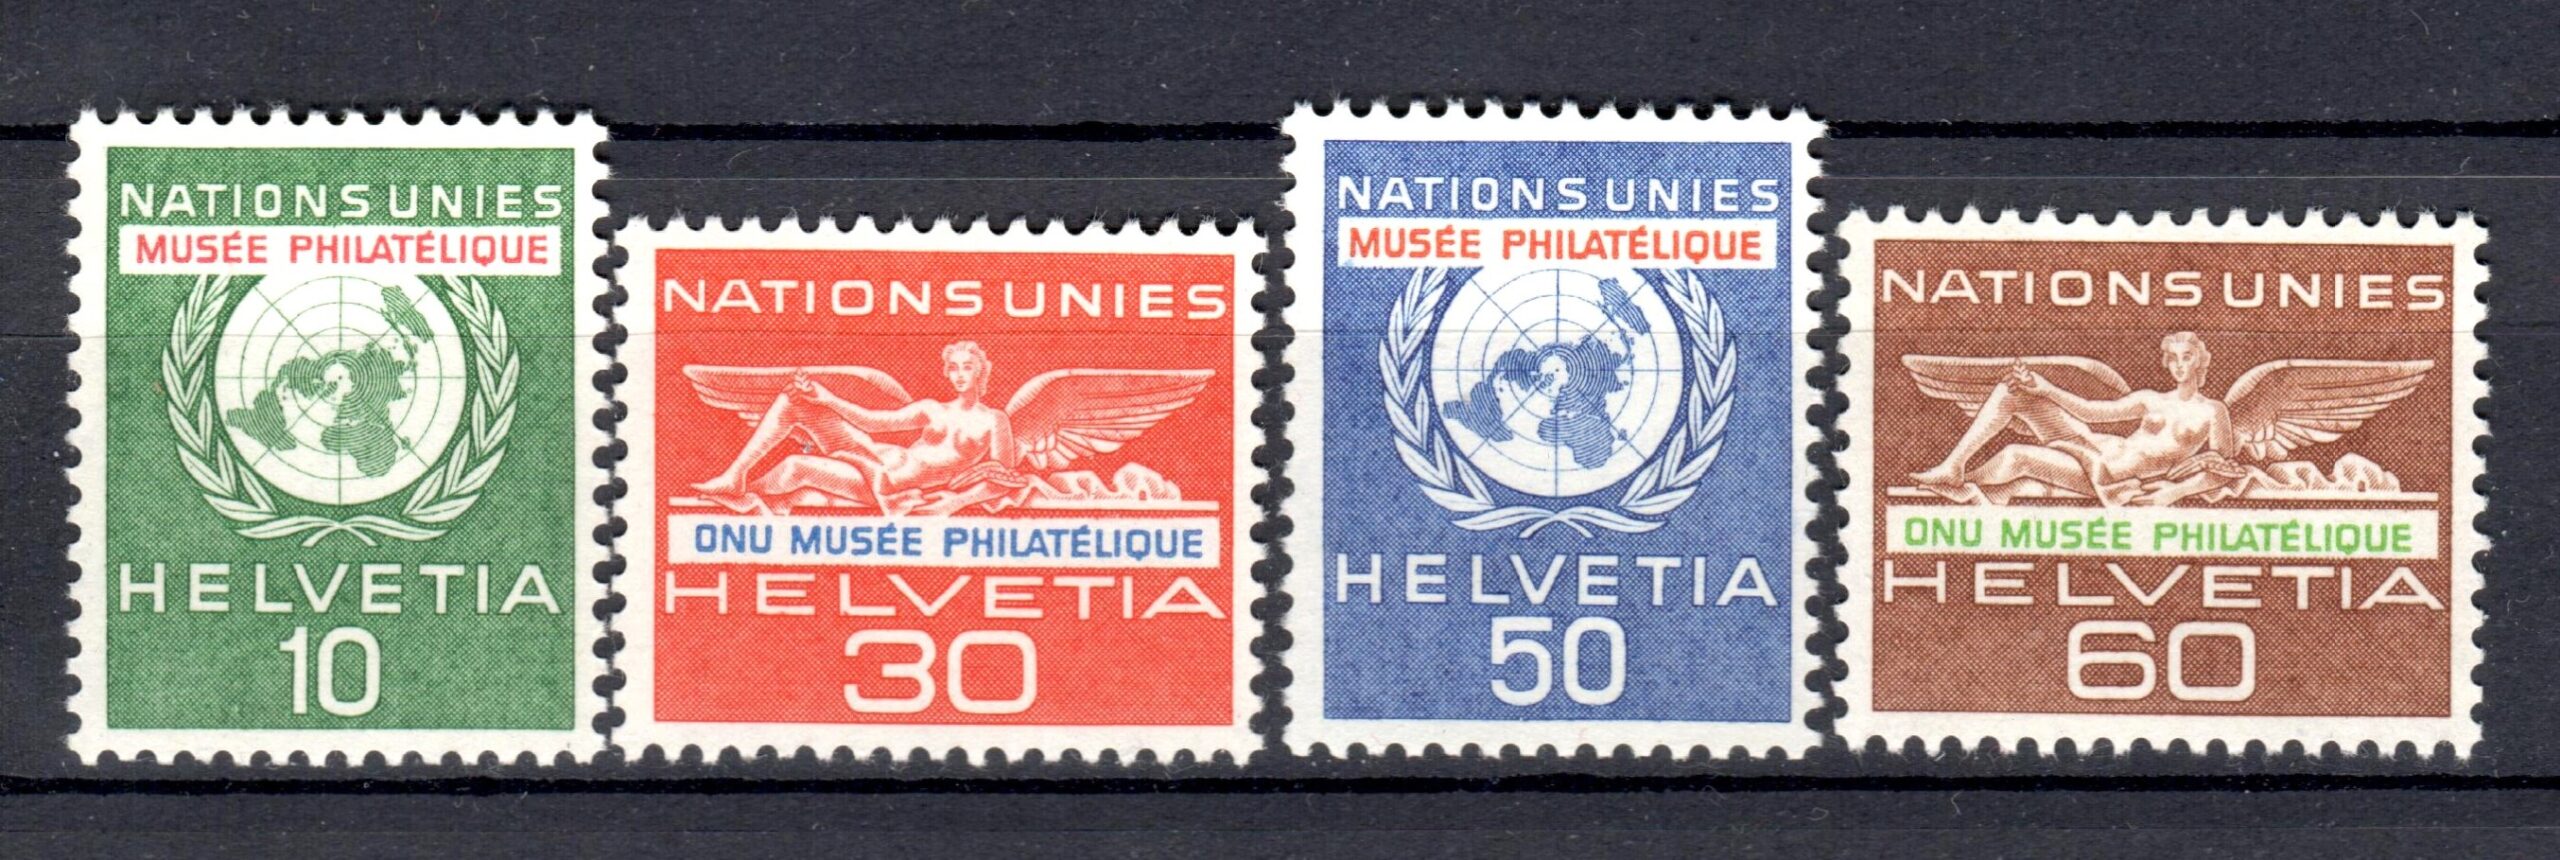 NATIONS UNIES
MUSÉE PHILATÉLIQUE
HELVETIA
10
NATIONS UNIES
ONU MUSÉE PHILATÉLIQUE
HELVETIA
30
NATIONS UNIES
MUSÉE PHILATÉLIQUE
HELVETIA
50
NATIONS UNIES
ONU MUSÉE PHILATÉLIQUE
HELVETIA
60